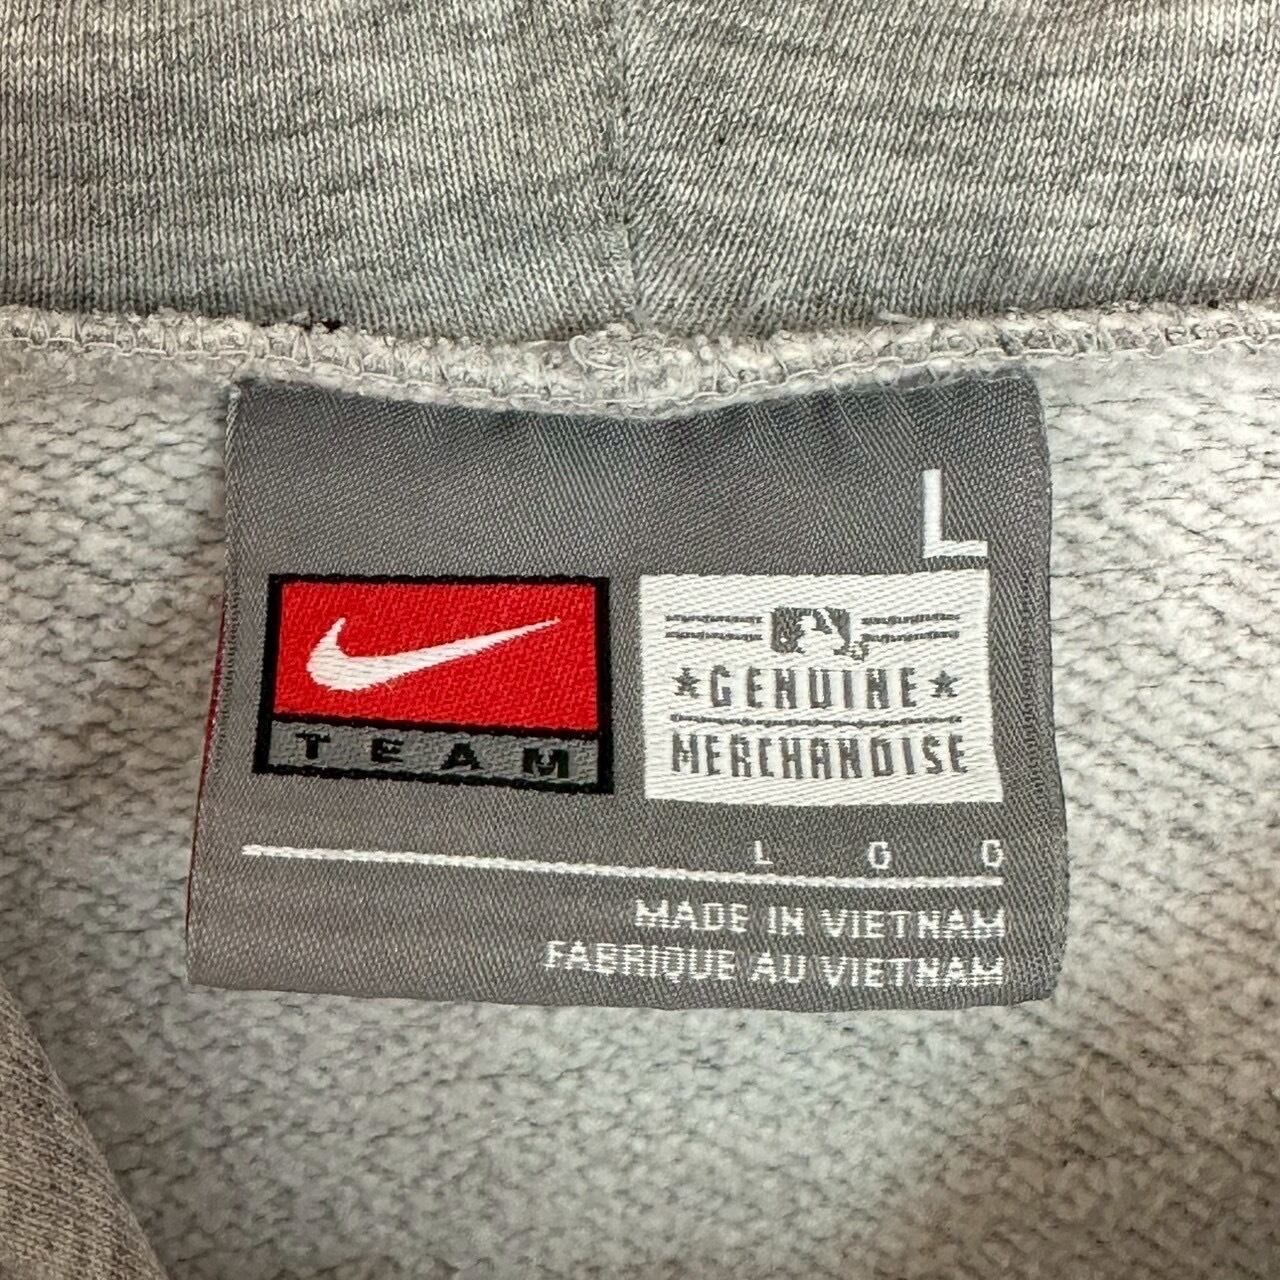 L
TEAM
GENUINE
MERCHANDISE
L G G
MADE IN VIETNAM
FABRIQUE AU VIETNAM